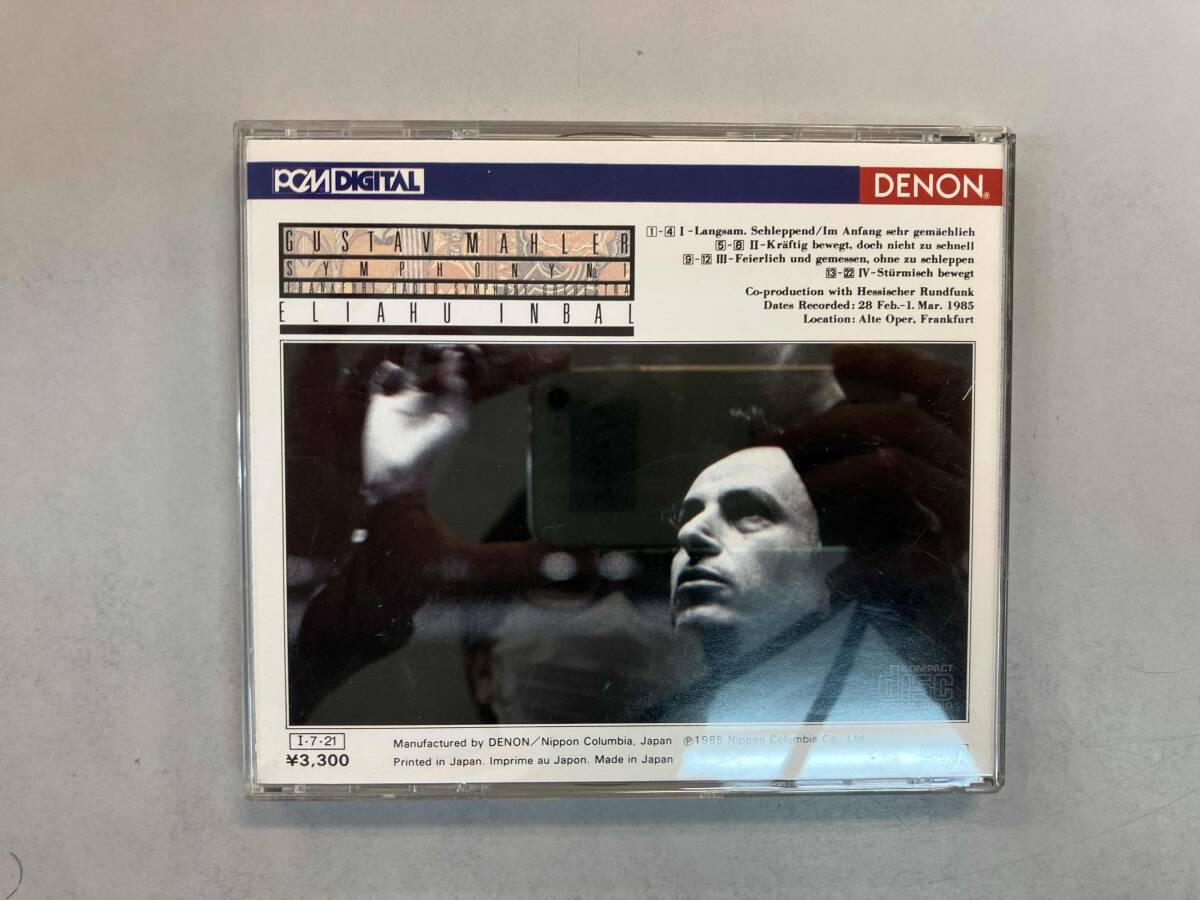 PCM DIGITAL
DENON®
GUSTAV MAHLER
SYMPHONY No1
FRANKFURT RADIO SYMPHONY ORCHESTRA
ELIAHU INBAL
1-4 I-Langsam. Schleppend/Im Anfang sehr gemächlich
5-8 II-Kräftig bewegt, doch nicht zu schnell
9-12 III-Feierlich und gemessen, ohne zu schleppen
13-22 IV-Stürmisch bewegt
Co-production with Hessischer Rundfunk
Dates Recorded: 28 Feb.-1. Mar. 1985
Location: Alte Oper, Frankfurt
COMPACT
disc
AUDIO
I·7·21
¥3,300
Manufactured by DENON/Nippon Columbia, Japan ℗1985 Nippon Columbia Co., Ltd.
Printed in Japan. Imprime au Japon. Made in Japan